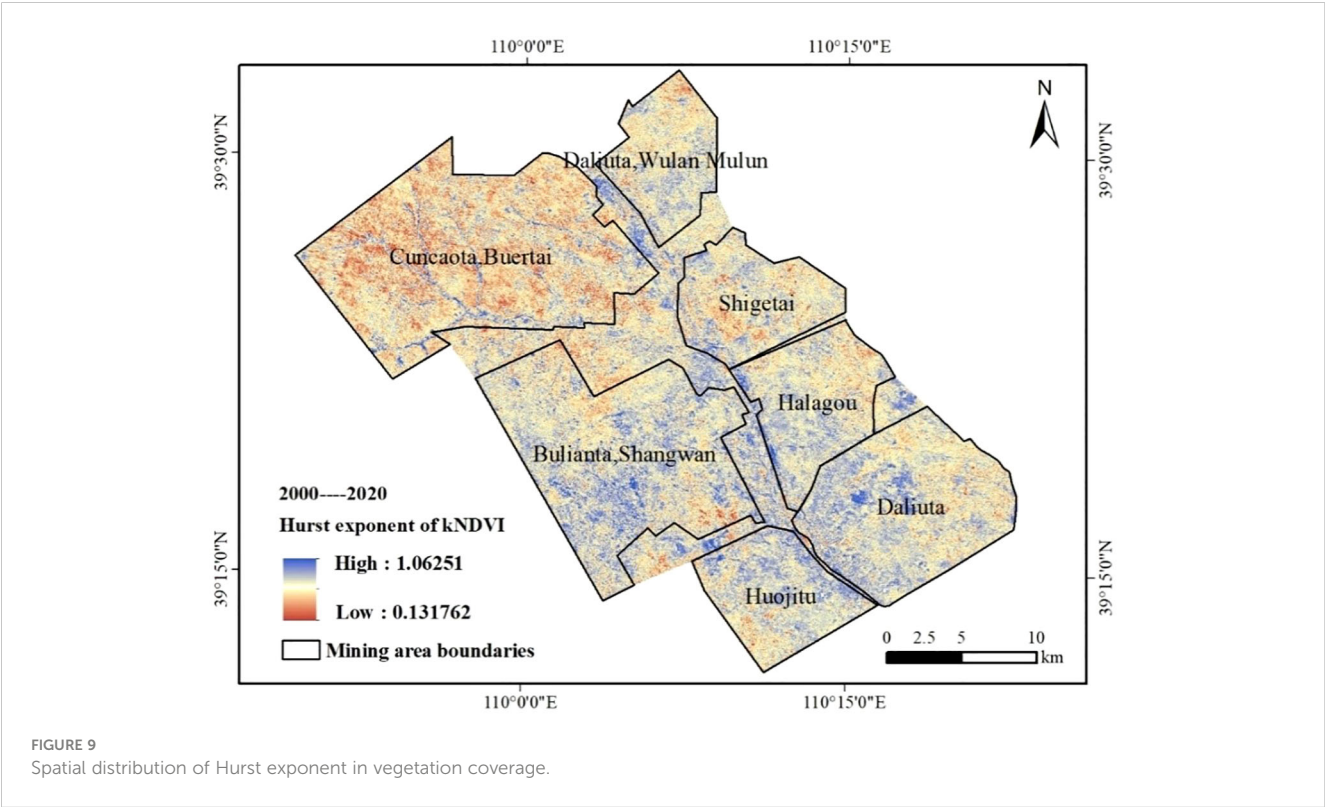 110°0'0"E
110°15'0"E
N
39°30'0"N
39°30'0"N
Daliuta,Wulan Mulun
Cuncaota,Buertai
Shigetai
Halagou
Bulianta,Shangwan
Daliuta
Huojitu
2000----2020
Hurst exponent of kNDVI
High : 1.06251
Low : 0.131762
Mining area boundaries
39°15'0"N
39°15'0"N
0 2.5 5 10
km
110°0'0"E
110°15'0"E
FIGURE 9
Spatial distribution of Hurst exponent in vegetation coverage.